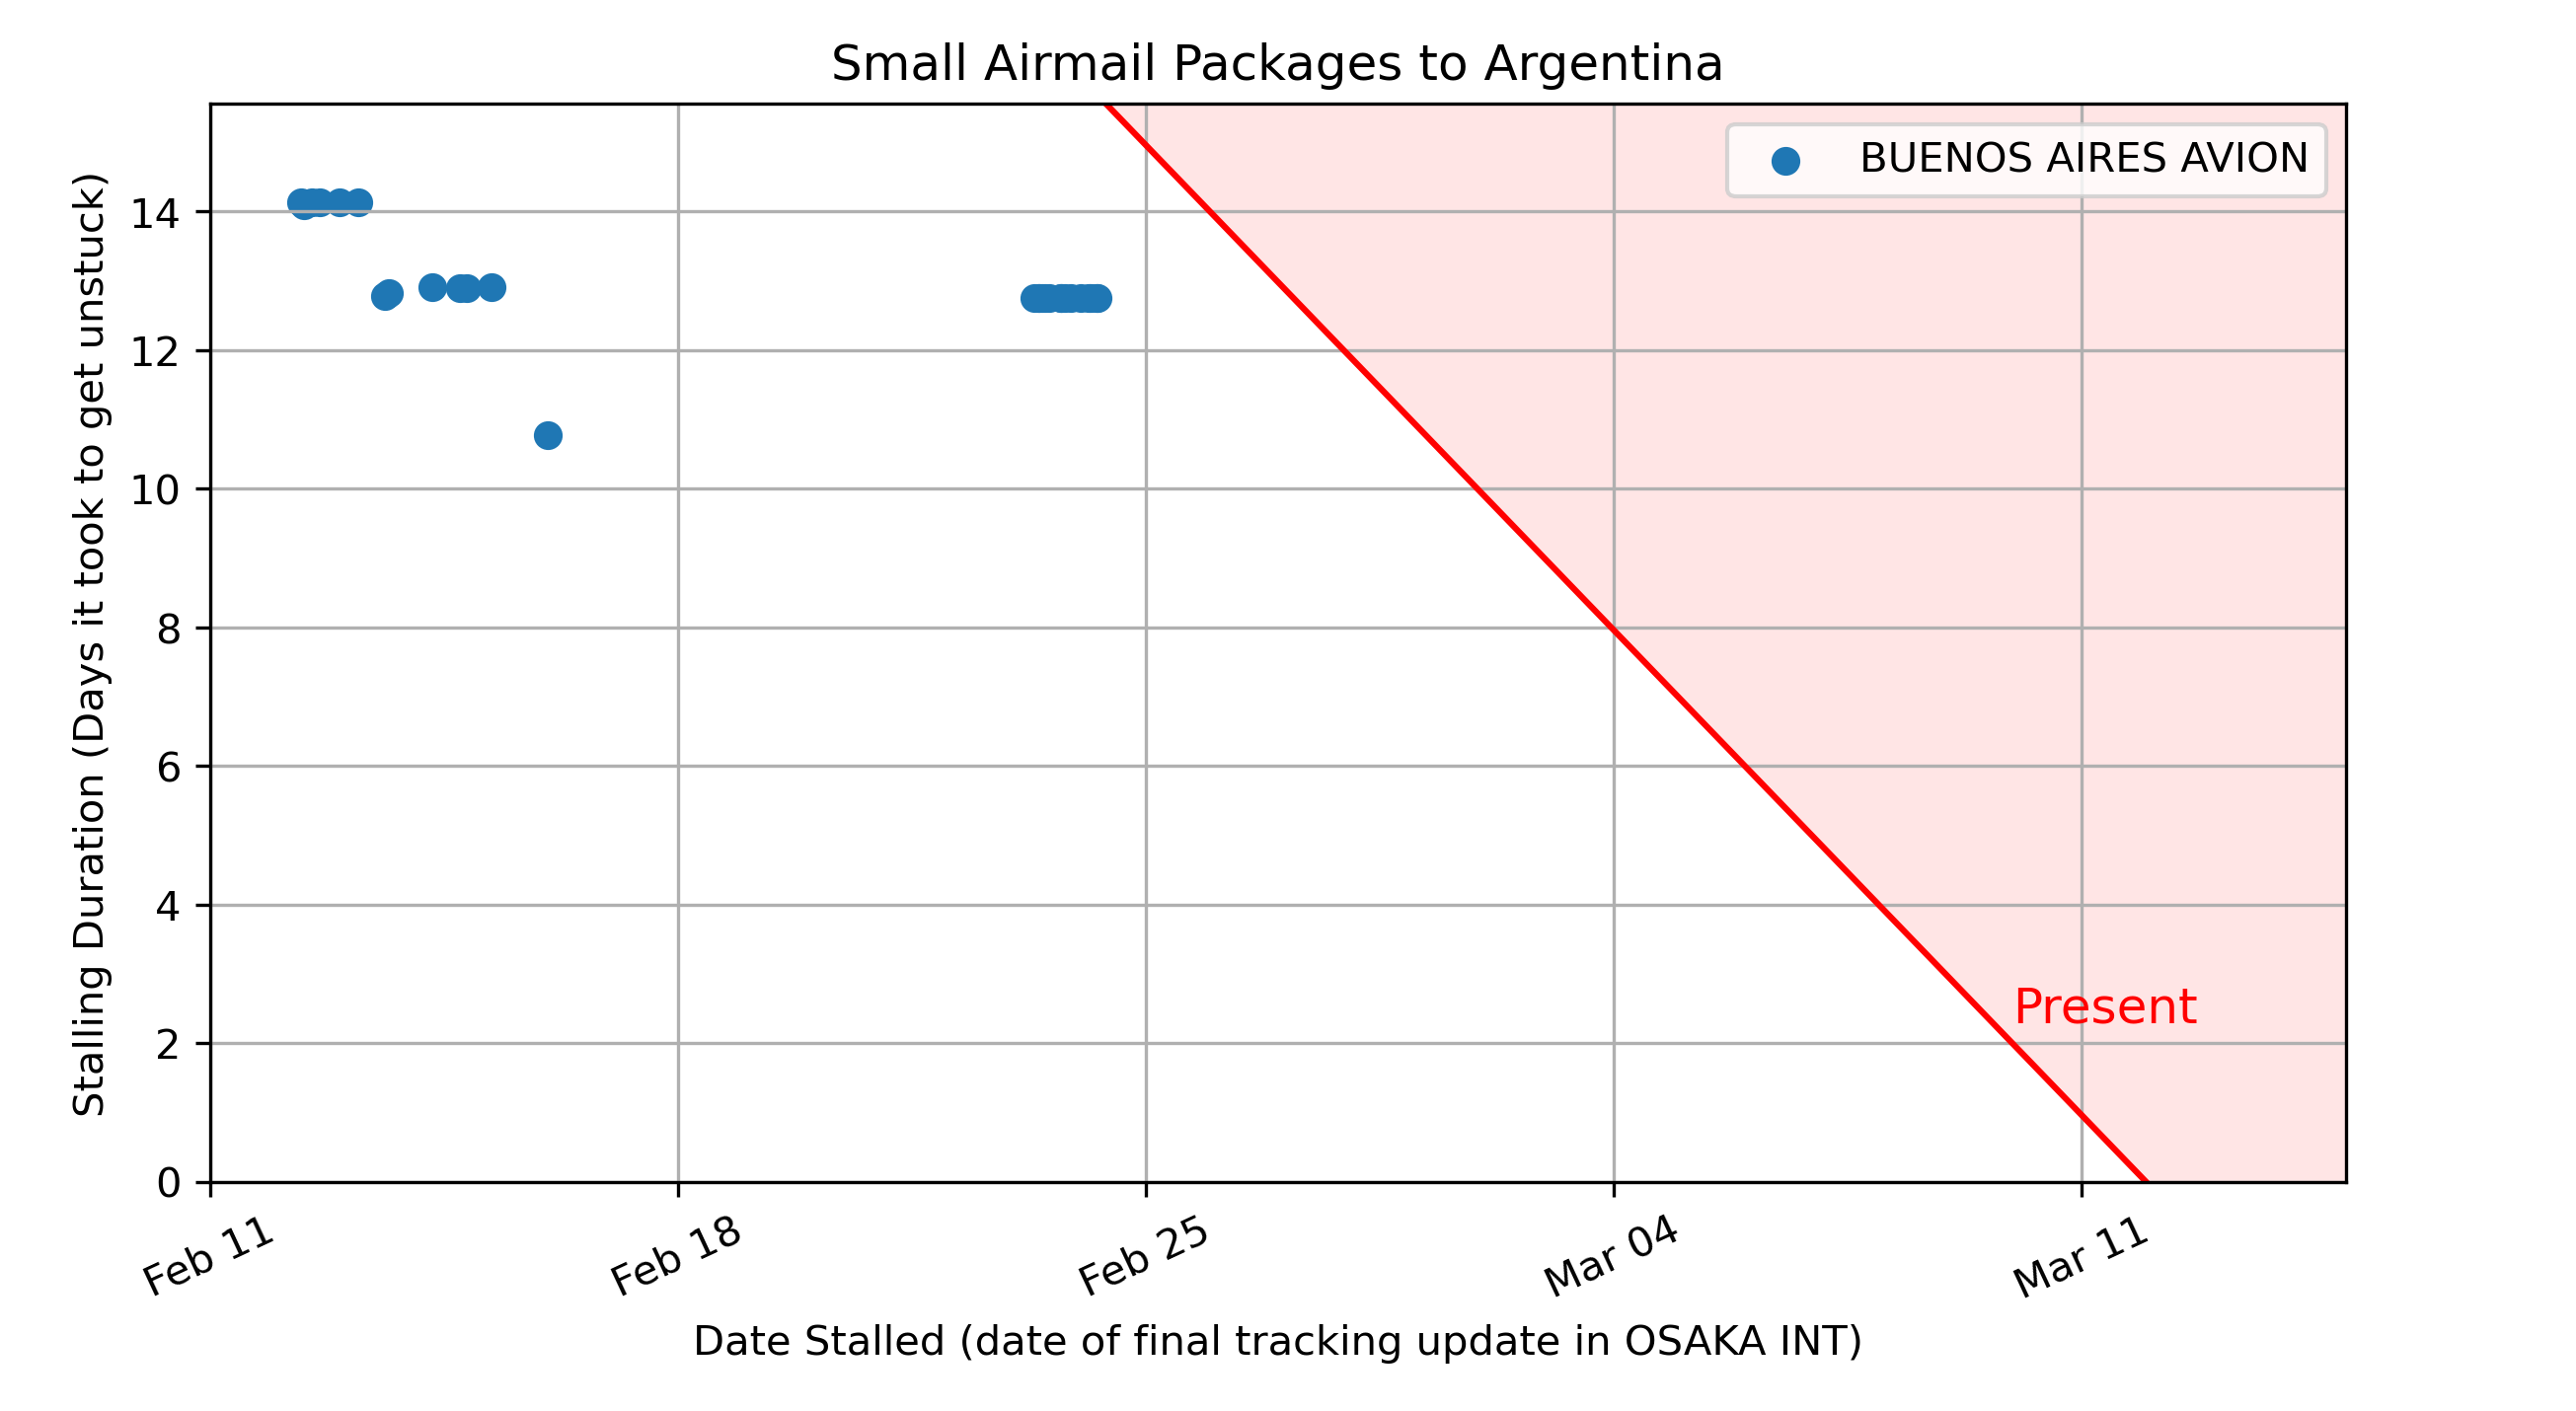 Small Airmail Packages to Argentina
BUENOS AIRES AVION
Stalling Duration (Days it took to get unstuck)
14
12
10
8
6
4
2
0
Present
Feb 11
Feb 18
Feb 25
Mar 04
Mar 11
Date Stalled (date of final tracking update in OSAKA INT)